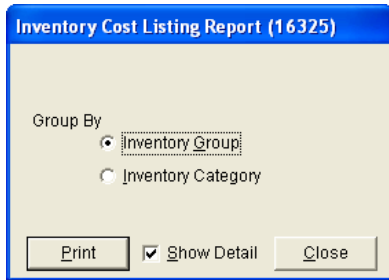 Inventory Cost Listing Report (16325)
Group By
Inventory Group
Inventory Category
Print Show Detail Close